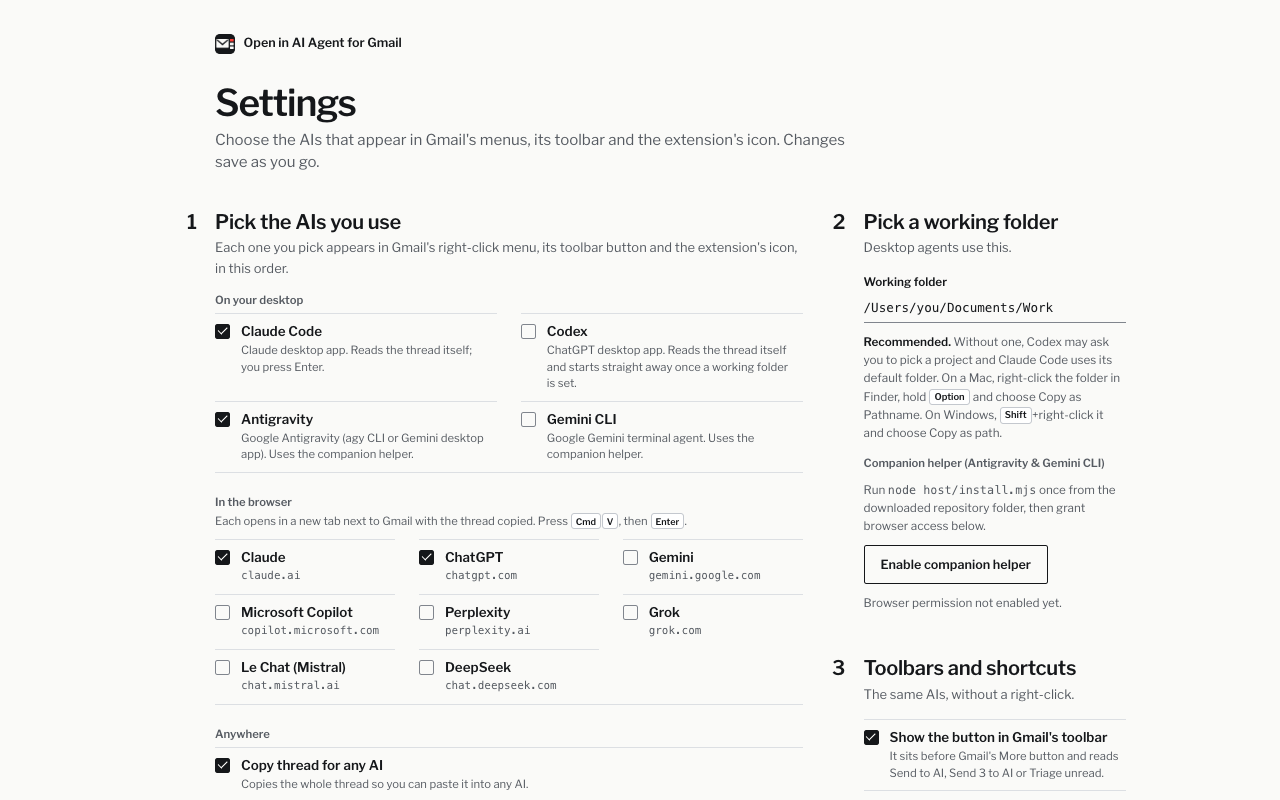 Open in AI Agent for Gmail
Settings
Choose the AIs that appear in Gmail's menus, its toolbar and the extension's icon. Changes
save as you go.
1 Pick the AIs you use
Each one you pick appears in Gmail's right-click menu, its toolbar button and the extension's icon,
in this order.
On your desktop
Claude Code
Claude desktop app. Reads the thread itself;
you press Enter.
Codex
ChatGPT desktop app. Reads the thread itself
and starts straight away once a working folder
is set.
Antigravity
Google Antigravity (agy CLI or Gemini desktop
app). Uses the companion helper.
Gemini CLI
Google Gemini terminal agent. Uses the
companion helper.
In the browser
Each opens in a new tab next to Gmail with the thread copied. Press Cmd V, then Enter.
Claude
claude.ai
ChatGPT
chatgpt.com
Gemini
gemini.google.com
Microsoft Copilot
copilot.microsoft.com
Perplexity
perplexity.ai
Grok
grok.com
Le Chat (Mistral)
chat.mistral.ai
DeepSeek
chat.deepseek.com
Anywhere
Copy thread for any AI
Copies the whole thread so you can paste it into any AI.
2 Pick a working folder
Desktop agents use this.
Working folder
/Users/you/Documents/Work
Recommended. Without one, Codex may ask
you to pick a project and Claude Code uses its
default folder. On a Mac, right-click the folder in
Finder, hold Option and choose Copy as
Pathname. On Windows, Shift+right-click it
and choose Copy as path.
Companion helper (Antigravity & Gemini CLI)
Run node host/install.mjs once from the
downloaded repository folder, then grant
browser access below.
Enable companion helper
Browser permission not enabled yet.
3 Toolbars and shortcuts
The same AIs, without a right-click.
Show the button in Gmail's toolbar
It sits before Gmail's More button and reads
Send to AI, Send 3 to AI or Triage unread.